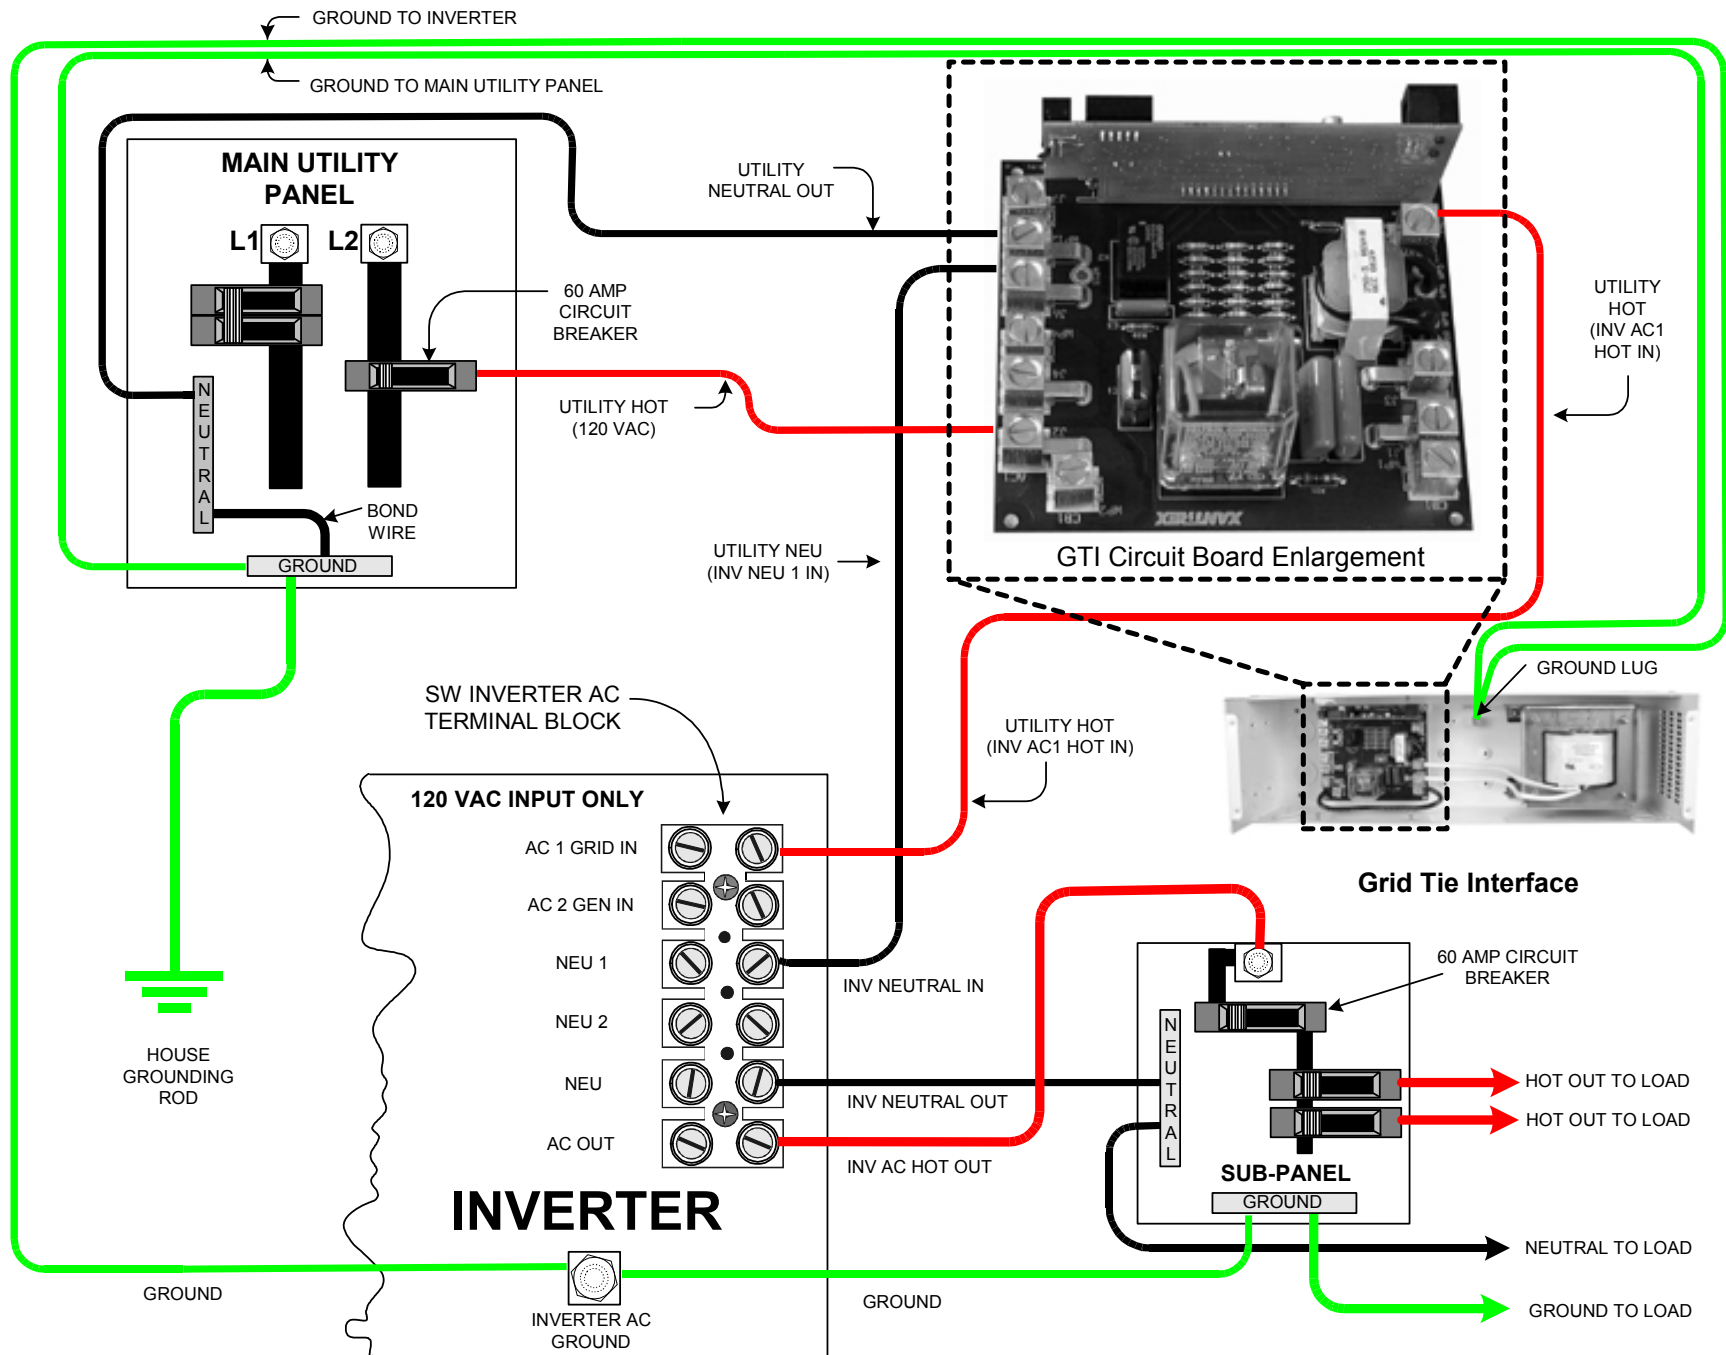 GROUND TO INVERTER
GROUND TO MAIN UTILITY PANEL
MAIN UTILITY
PANEL
L1
L2
60 AMP
CIRCUIT
BREAKER
UTILITY HOT
(120 VAC)
NEUTRAL
BOND
WIRE
GROUND
HOUSE
GROUNDING
ROD
UTILITY
NEUTRAL OUT
UTILITY NEU
(INV NEU 1 IN)
XANTREX
GTI Circuit Board Enlargement
UTILITY
HOT
(INV AC1
HOT IN)
GROUND LUG
UTILITY HOT
(INV AC1 HOT IN)
Grid Tie Interface
SW INVERTER AC
TERMINAL BLOCK
120 VAC INPUT ONLY
AC 1 GRID IN
AC 2 GEN IN
NEU 1
NEU 2
NEU
AC OUT
INV NEUTRAL IN
INV NEUTRAL OUT
INV AC HOT OUT
INVERTER
GROUND
INVERTER AC
GROUND
GROUND
60 AMP CIRCUIT
BREAKER
NEUTRAL
SUB-PANEL
GROUND
HOT OUT TO LOAD
HOT OUT TO LOAD
NEUTRAL TO LOAD
GROUND TO LOAD